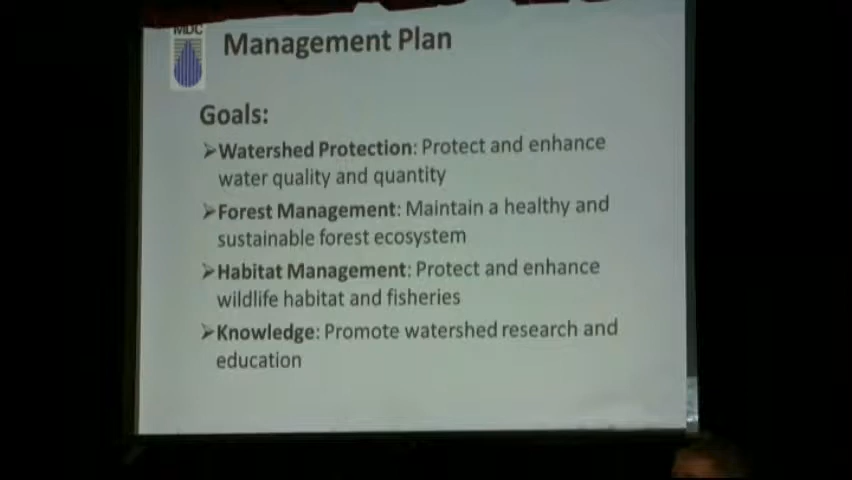 MDC
Management Plan
Goals:
➢Watershed Protection: Protect and enhance
water quality and quantity
➢Forest Management: Maintain a healthy and
sustainable forest ecosystem
➢Habitat Management: Protect and enhance
wildlife habitat and fisheries
➢Knowledge: Promote watershed research and
education